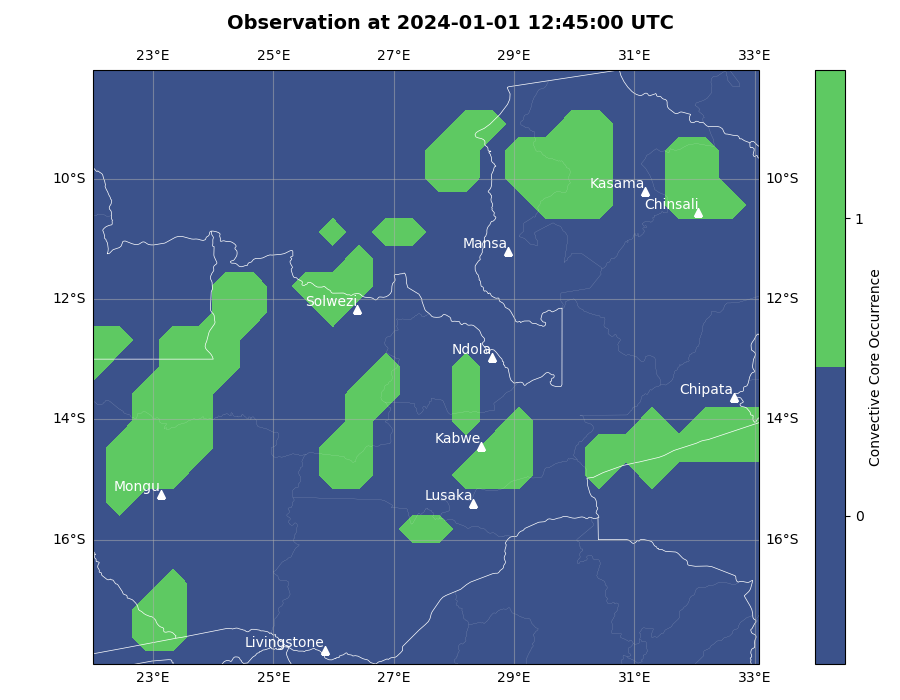 Observation at 2024-01-01 12:45:00 UTC
23°E 25°E 27°E 29°E 31°E 33°E
10°S 10°S
Kasama
Chinsali
Mansa
12°S 12°S
Solwezi
Ndola
Chipata
14°S 14°S
Kabwe
Mongu
Lusaka
16°S 16°S
Livingstone
23°E 25°E 27°E 29°E 31°E 33°E
1
0
Convective Core Occurrence